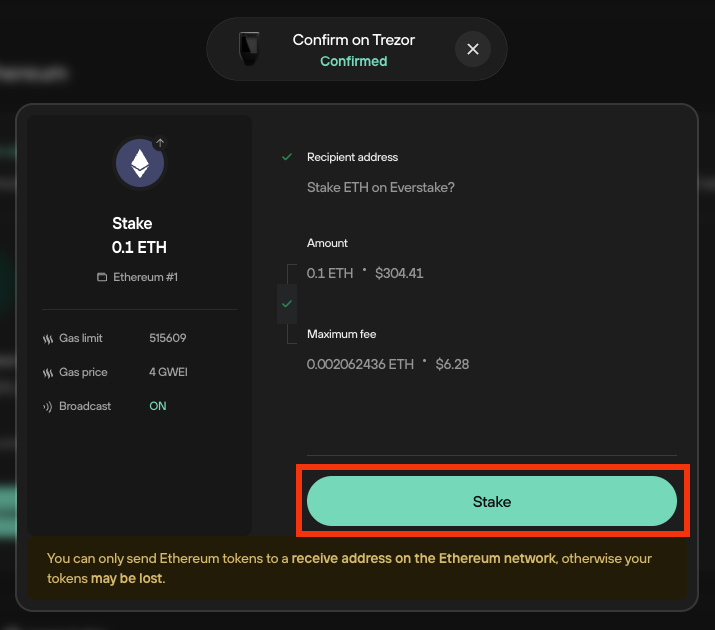 Confirm on Trezor
Confirmed
Stake
0.1 ETH
Ethereum #1
Gas limit 515609
Gas price 4 GWEI
Broadcast ON
Recipient address
Stake ETH on Everstake?
Amount
0.1 ETH • $304.41
Maximum fee
0.002062436 ETH • $6.28
Stake
You can only send Ethereum tokens to a receive address on the Ethereum network, otherwise your
tokens may be lost.